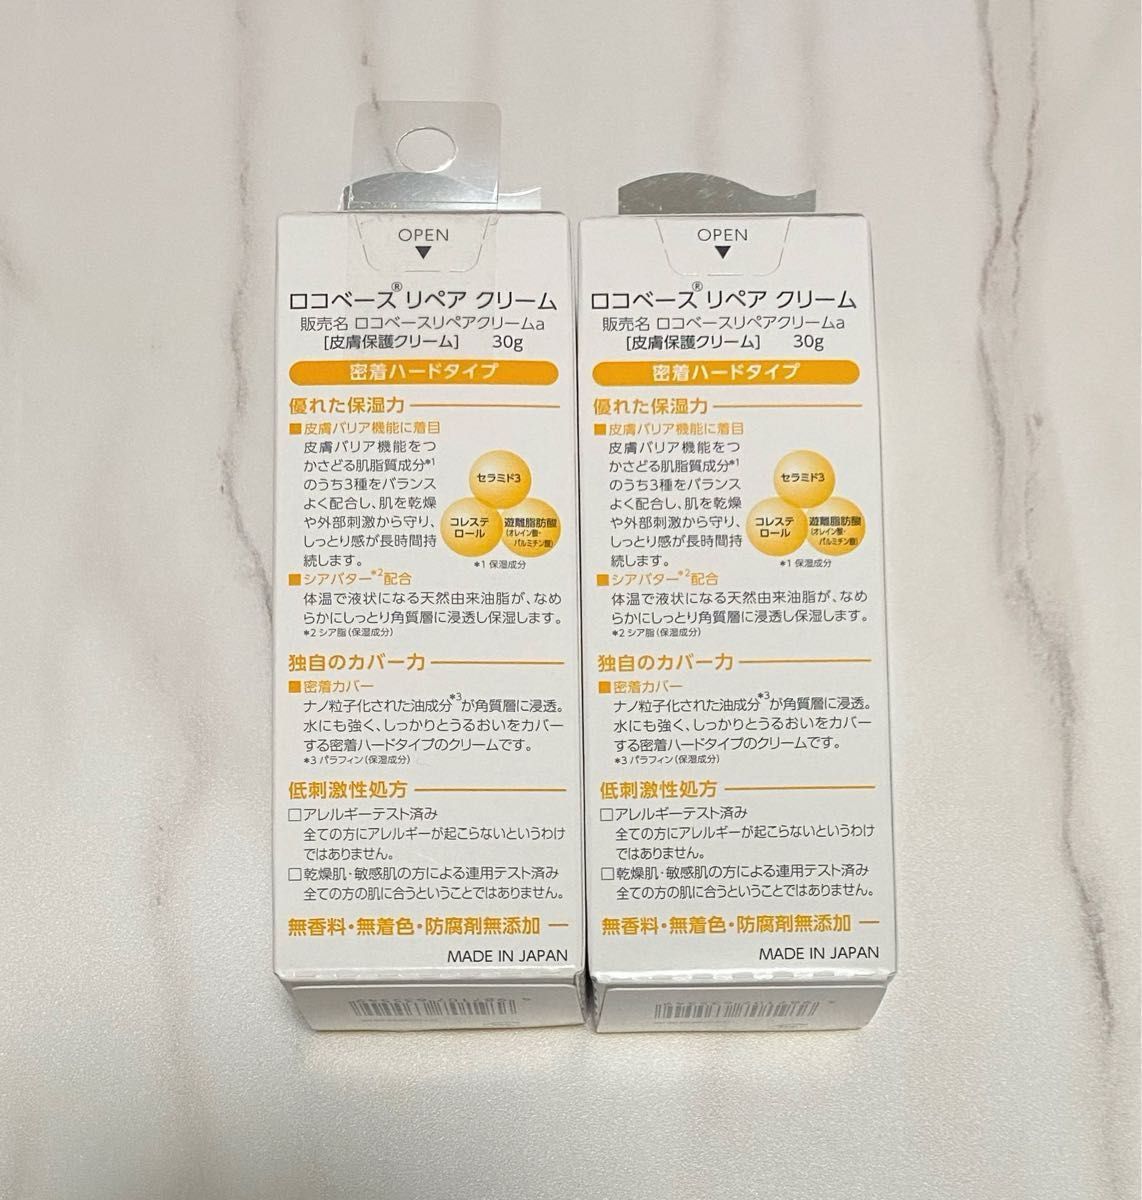 OPEN
ロコベース®リペア クリーム
販売名 ロコベースリペアクリームa
[皮膚保護クリーム] 30g
密着ハードタイプ
優れた保湿力
■皮膚バリア機能に着目
皮膚バリア機能をつ
かさどる肌脂質成分*1
のうち3種をバランス
よく配合し、肌を乾燥
や外部刺激から守り、
しっとり感が長時間持
続します。
セラミド3
コレステ
ロール
遊離脂肪酸
(オレイン酸・
パルミチン酸)
*1 保湿成分
■シアバター*2配合
体温で液状になる天然由来油脂が、なめ
らかにしっとり角質層に浸透し保湿します。
*2 シア脂(保湿成分)
独自のカバー力
■密着カバー
ナノ粒子化された油成分*3が角質層に浸透。
水にも強く、しっかりとうるおいをカバー
する密着ハードタイプのクリームです。
*3 パラフィン(保湿成分)
低刺激性処方
□アレルギーテスト済み
全ての方にアレルギーが起こらないというわけ
ではありません。
□乾燥肌・敏感肌の方による連用テスト済み
全ての方の肌に合うということではありません。
無香料・無着色・防腐剤無添加
MADE IN JAPAN
OPEN
ロコベース®リペア クリーム
販売名 ロコベースリペアクリームa
[皮膚保護クリーム] 30g
密着ハードタイプ
優れた保湿力
■皮膚バリア機能に着目
皮膚バリア機能をつ
かさどる肌脂質成分*1
のうち3種をバランス
よく配合し、肌を乾燥
や外部刺激から守り、
しっとり感が長時間持
続します。
セラミド3
コレステ
ロール
遊離脂肪酸
(オレイン酸・
パルミチン酸)
*1 保湿成分
■シアバター*2配合
体温で液状になる天然由来油脂が、なめ
らかにしっとり角質層に浸透し保湿します。
*2 シア脂(保湿成分)
独自のカバー力
■密着カバー
ナノ粒子化された油成分*3が角質層に浸透。
水にも強く、しっかりとうるおいをカバー
する密着ハードタイプのクリームです。
*3 パラフィン(保湿成分)
低刺激性処方
□アレルギーテスト済み
全ての方にアレルギーが起こらないというわけ
ではありません。
□乾燥肌・敏感肌の方による連用テスト済み
全ての方の肌に合うということではありません。
無香料・無着色・防腐剤無添加
MADE IN JAPAN